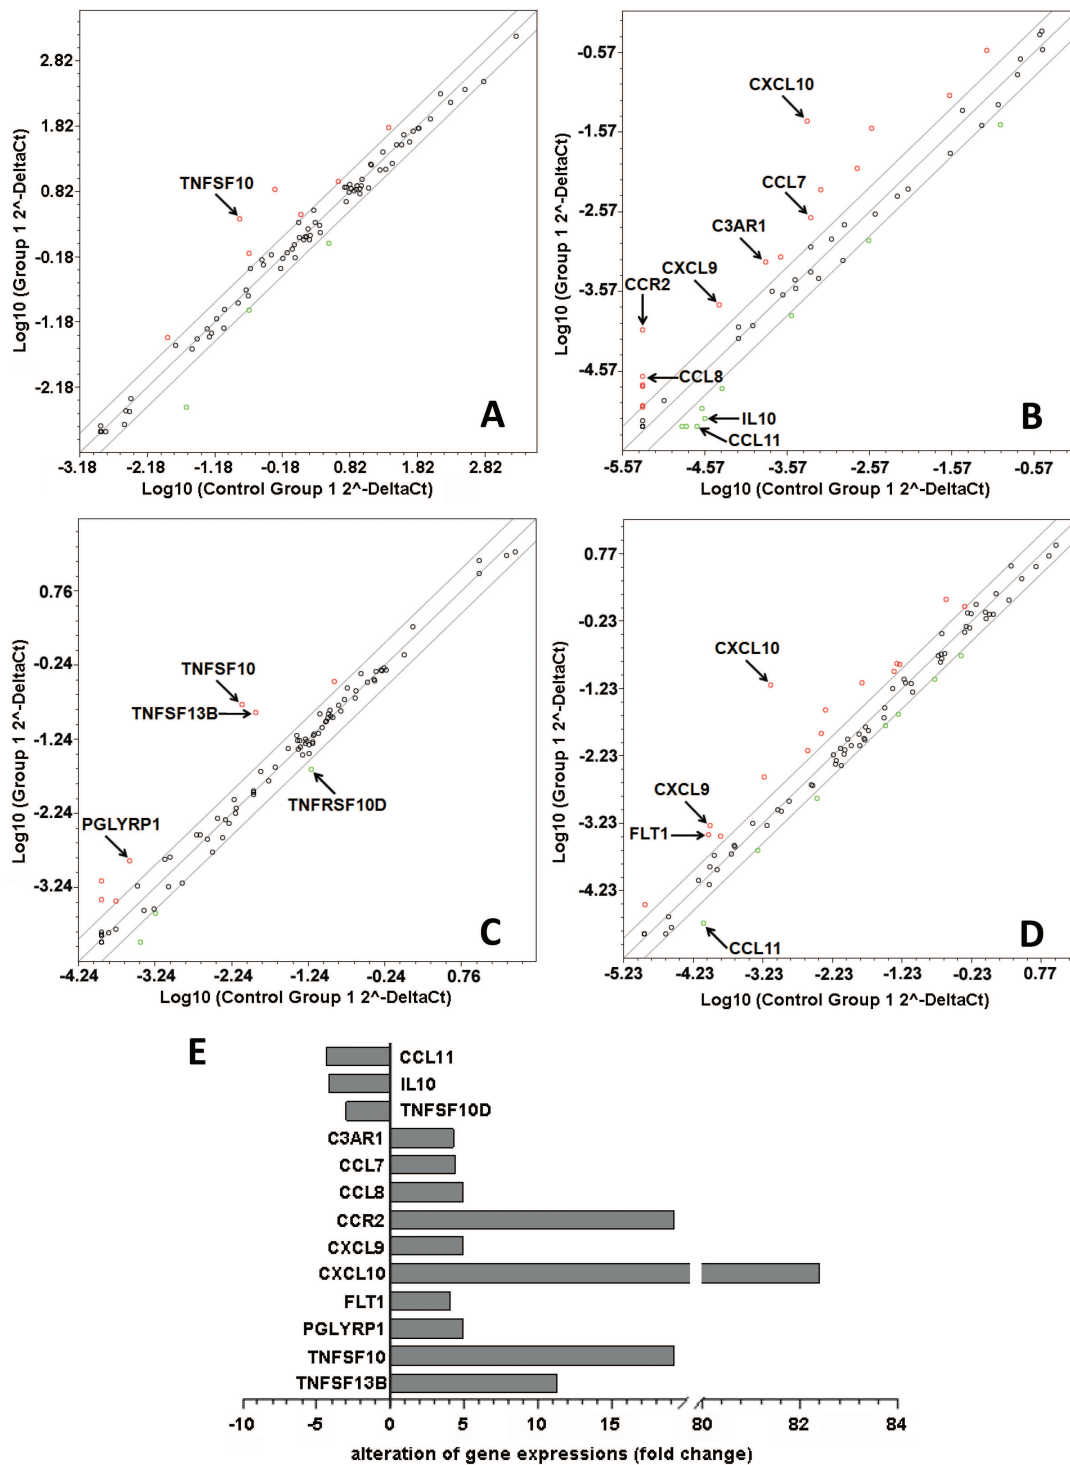 2.82
1.82
0.82
-0.18
-1.18
-2.18
Log10 (Group 1 2^-DeltaCt)
TNFSF10
A
-3.18 -2.18 -1.18 -0.18 0.82 1.82 2.82
Log10 (Control Group 1 2^-DeltaCt)
-0.57
-1.57
-2.57
-3.57
-4.57
Log10 (Group 1 2^-DeltaCt)
CXCL10
CCL7
C3AR1
CXCL9
CCR2
CCL8
IL10
CCL11
B
-5.57 -4.57 -3.57 -2.57 -1.57 -0.57
Log10 (Control Group 1 2^-DeltaCt)
0.76
-0.24
-1.24
-2.24
-3.24
Log10 (Group 1 2^-DeltaCt)
TNFSF10
TNFSF13B
TNFRSF10D
PGLYRP1
C
-4.24 -3.24 -2.24 -1.24 -0.24 0.76
Log10 (Control Group 1 2^-DeltaCt)
0.77
-0.23
-1.23
-2.23
-3.23
-4.23
Log10 (Group 1 2^-DeltaCt)
CXCL10
CXCL9
FLT1
CCL11
D
-5.23 -4.23 -3.23 -2.23 -1.23 -0.23 0.77
Log10 (Control Group 1 2^-DeltaCt)
E
CCL11
IL10
TNFSF10D
C3AR1
CCL7
CCL8
CCR2
CXCL9
CXCL10
FLT1
PGLYRP1
TNFSF10
TNFSF13B
-10 -5 0 5 10 15 80 82 84
alteration of gene expressions (fold change)